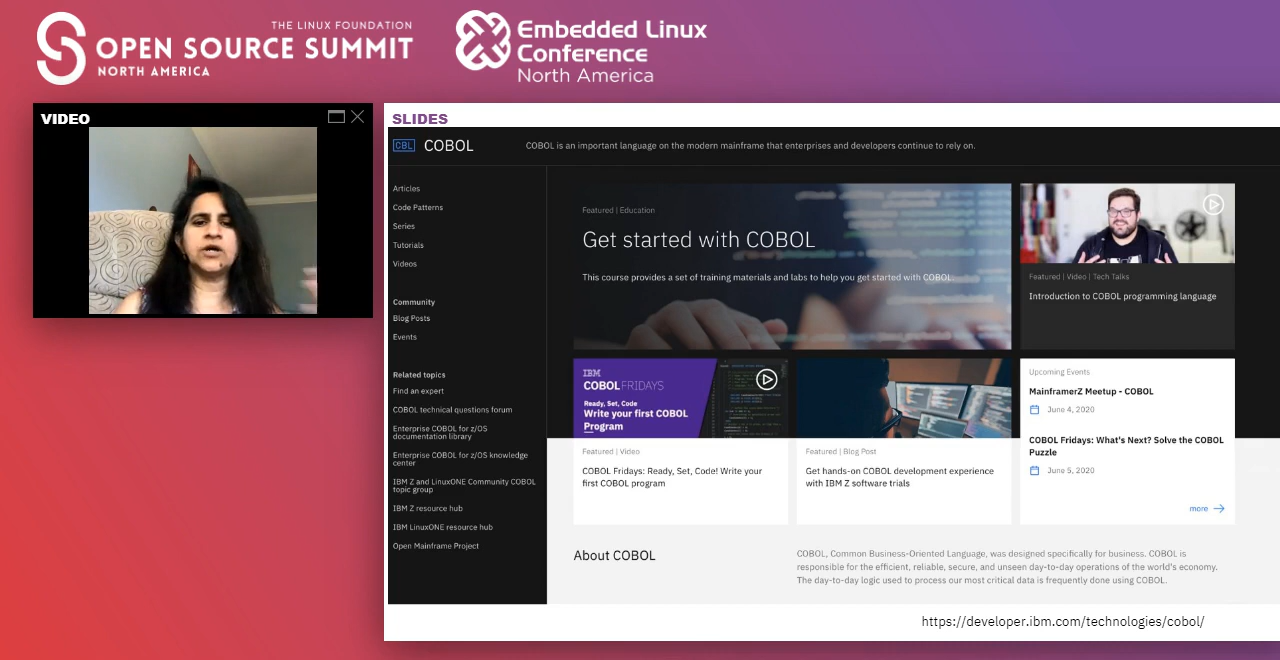 THE LINUX FOUNDATION
OPEN SOURCE SUMMIT
NORTH AMERICA
Embedded Linux
Conference
North America
VIDEO
SLIDES
CBL COBOL
COBOL is an important language on the modern mainframe that enterprises and developers continue to rely on.
Articles
Code Patterns
Series
Tutorials
Videos
Community
Blog Posts
Events
Related topics
Find an expert
COBOL technical questions forum
Enterprise COBOL for z/OS
documentation library
Enterprise COBOL for z/OS knowledge
center
IBM Z and LinuxONE Community COBOL
topic group
IBM Z resource hub
IBM LinuxONE resource hub
Open Mainframe Project
Featured | Education
Get started with COBOL
This course provides a set of training materials and labs to help you get started with COBOL.
Featured | Video | Tech Talks
Introduction to COBOL programming language
IBM
COBOL FRIDAYS
Ready, Set, Code
Write your first COBOL
Program
Featured | Video
COBOL Fridays: Ready, Set, Code! Write your
first COBOL program
Featured | Blog Post
Get hands-on COBOL development experience
with IBM Z software trials
Upcoming Events
MainframerZ Meetup - COBOL
June 4, 2020
COBOL Fridays: What's Next? Solve the COBOL
Puzzle
June 5, 2020
more
About COBOL
COBOL, Common Business-Oriented Language, was designed specifically for business. COBOL is
responsible for the efficient, reliable, secure, and unseen day-to-day operations of the world's economy.
The day-to-day logic used to process our most critical data is frequently done using COBOL.
https://developer.ibm.com/technologies/cobol/